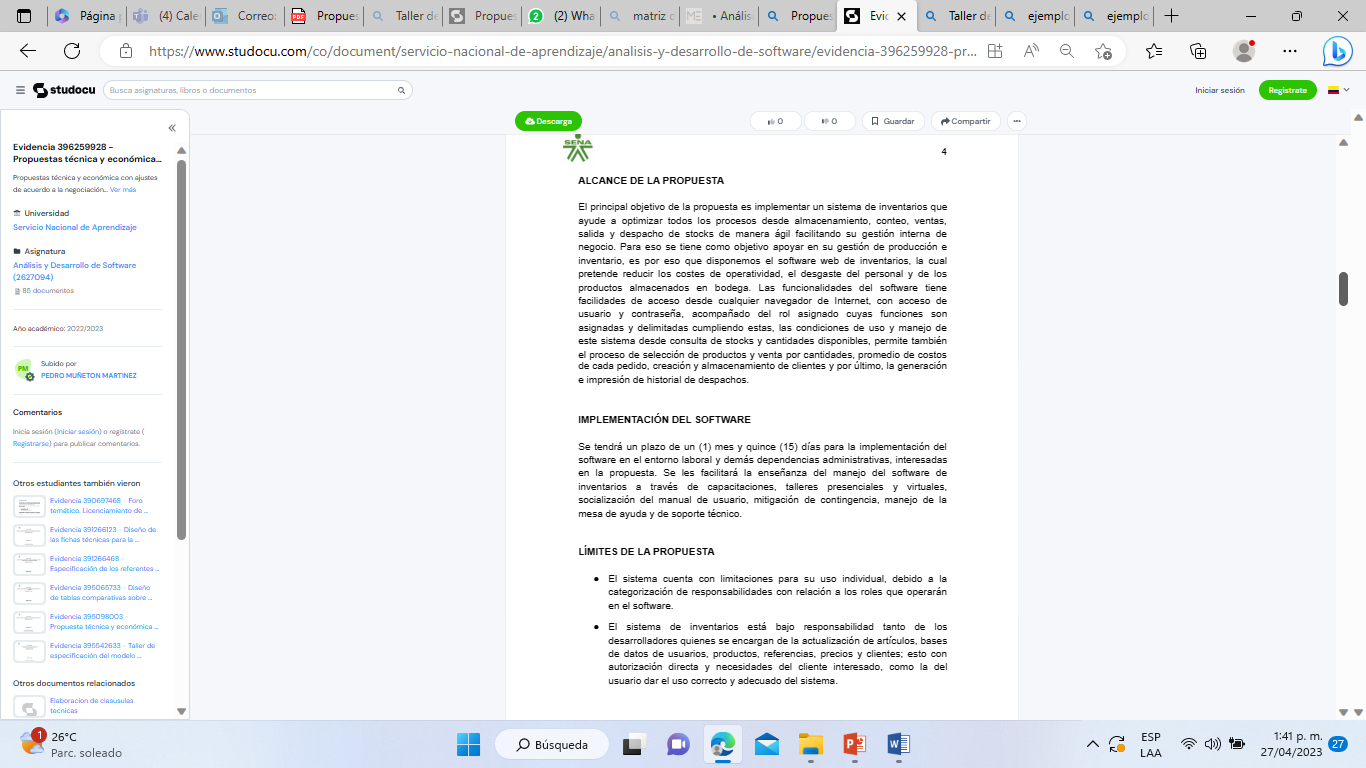 Página p
(4) Cale
Correo:
Propues
Taller de
Propues
(2) Wha
matriz d
Análisis
Propues
Evid
Taller de
ejemplo
ejemplo
https://www.studocu.com/co/document/servicio-nacional-de-aprendizaje/analisis-y-desarrollo-de-software/evidencia-396259928-pr...
studocu
Busca asignaturas, libros o documentos
Iniciar sesión
Regístrate
Descarga
0
0
Guardar
Compartir
Evidencia 396259928 -
Propuestas técnica y económica...
Propuestas técnica y económica con ajustes
de acuerdo a la negociación... Ver más
Universidad
Servicio Nacional de Aprendizaje
Asignatura
Análisis y Desarrollo de Software
(2627094)
85 documentos
Año académico: 2022/2023
PM
Subido por
PEDRO MUÑETON MARTINEZ
Comentarios
Inicia sesión (Iniciar sesión) o regístrate (
Registrarse) para publicar comentarios.
Otros estudiantes también vieron
Evidencia 390697468 - Foro
temático. Licenciamiento de ...
Evidencia 391266123 - Diseño de
las fichas técnicas para la ...
Evidencia 391266468 -
Especificación de los referentes ...
Evidencia 395065733 - Diseño
de tablas comparativas sobre ...
Evidencia 395098003 -
Propuesta técnica y económica ...
Evidencia 395542633 - Taller de
especificación del modelo ...
Otros documentos relacionados
Elaboracion de clausulas
tecnicas
SENA
4
ALCANCE DE LA PROPUESTA
El principal objetivo de la propuesta es implementar un sistema de inventarios que
ayude a optimizar todos los procesos desde almacenamiento, conteo, ventas,
salida y despacho de stocks de manera ágil facilitando su gestión interna de
negocio. Para eso se tiene como objetivo apoyar en su gestión de producción e
inventario, es por eso que disponemos el software web de inventarios, la cual
pretende reducir los costes de operatividad, el desgaste del personal y de los
productos almacenados en bodega. Las funcionalidades del software tiene
facilidades de acceso desde cualquier navegador de Internet, con acceso de
usuario y contraseña, acompañado del rol asignado cuyas funciones son
asignadas y delimitadas cumpliendo estas, las condiciones de uso y manejo de
este sistema desde consulta de stocks y cantidades disponibles, permite también
el proceso de selección de productos y venta por cantidades, promedio de costos
de cada pedido, creación y almacenamiento de clientes y por último, la generación
e impresión de historial de despachos.
IMPLEMENTACIÓN DEL SOFTWARE
Se tendrá un plazo de un (1) mes y quince (15) días para la implementación del
software en el entorno laboral y demás dependencias administrativas, interesadas
en la propuesta. Se les facilitará la enseñanza del manejo del software de
inventarios a través de capacitaciones, talleres presenciales y virtuales,
socialización del manual de usuario, mitigación de contingencia, manejo de la
mesa de ayuda y de soporte técnico.
LÍMITES DE LA PROPUESTA
● El sistema cuenta con limitaciones para su uso individual, debido a la
categorización de responsabilidades con relación a los roles que operarán
en el software.
● El sistema de inventarios está bajo responsabilidad tanto de los
desarrolladores quienes se encargan de la actualización de artículos, bases
de datos de usuarios, productos, referencias, precios y clientes; esto con
autorización directa y necesidades del cliente interesado, como la del
usuario dar el uso correcto y adecuado del sistema.
1
26°C
Parc. soleado
Búsqueda
ESP
LAA
1:41 p. m.
27/04/2023
27